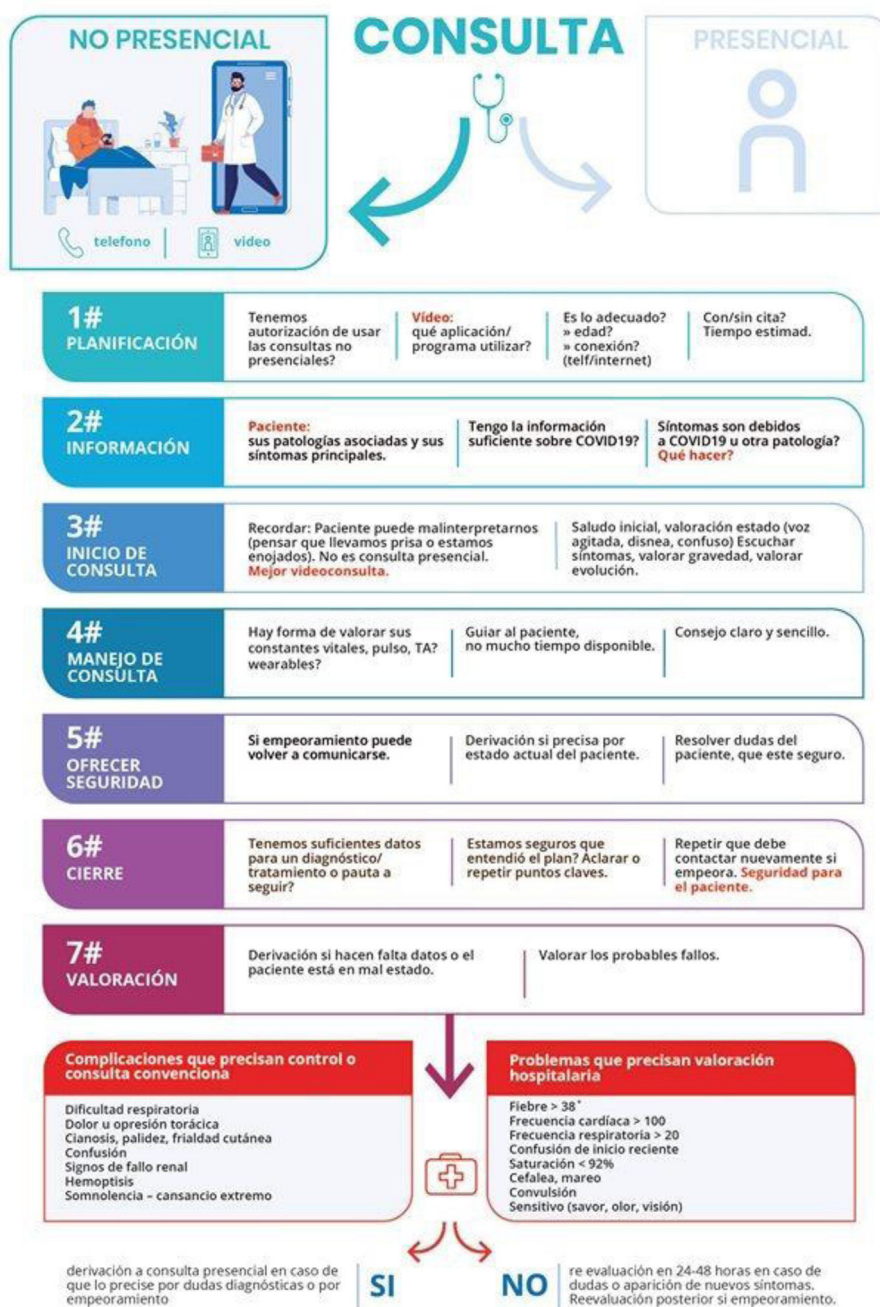 CONSULTA
NO PRESENCIAL
telefono
video
PRESENCIAL
1#
PLANIFICACIÓN
Tenemos
autorización de usar
las consultas no
presenciales?
Vídeo:
qué aplicación/
programa utilizar?
Es lo adecuado?
» edad?
» conexión?
(telf/internet)
Con/sin cita?
Tiempo estimad.
2#
INFORMACIÓN
Paciente:
sus patologías asociadas y sus
síntomas principales.
Tengo la información
suficiente sobre COVID19?
Síntomas son debidos
a COVID19 u otra patología?
Qué hacer?
3#
INICIO DE
CONSULTA
Recordar: Paciente puede malinterpretarnos
(pensar que llevamos prisa o estamos
enojados). No es consulta presencial.
Mejor videoconsulta.
Saludo inicial, valoración estado (voz
agitada, disnea, confuso) Escuchar
síntomas, valorar gravedad, valorar
evolución.
4#
MANEJO DE
CONSULTA
Hay forma de valorar sus
constantes vitales, pulso, TA?
wearables?
Guiar al paciente,
no mucho tiempo disponible.
Consejo claro y sencillo.
5#
OFRECER
SEGURIDAD
Si empeoramiento puede
volver a comunicarse.
Derivación si precisa por
estado actual del paciente.
Resolver dudas del
paciente, que este seguro.
6#
CIERRE
Tenemos suficientes datos
para un diagnóstico/
tratamiento o pauta a
seguir?
Estamos seguros que
entendió el plan? Aclarar o
repetir puntos claves.
Repetir que debe
contactar nuevamente si
empeora. Seguridad para
el paciente.
7#
VALORACIÓN
Derivación si hacen falta datos o el
paciente está en mal estado.
Valorar los probables fallos.
Complicaciones que precisan control o
consulta convenciona
Dificultad respiratoria
Dolor u opresión torácica
Cianosis, palidez, frialdad cutánea
Confusión
Signos de fallo renal
Hemoptisis
Somnolencia – cansancio extremo
Problemas que precisan valoración
hospitalaria
Fiebre > 38˚
Frecuencia cardíaca > 100
Frecuencia respiratoria > 20
Confusión de inicio reciente
Saturación < 92%
Cefalea, mareo
Convulsión
Sensitivo (savor, olor, visión)
derivación a consulta presencial en caso de
que lo precise por dudas diagnósticas o por
empeoramiento
SI
NO
re evaluación en 24-48 horas en caso de
dudas o aparición de nuevos síntomas.
Reevaluación posterior si empeoramiento.